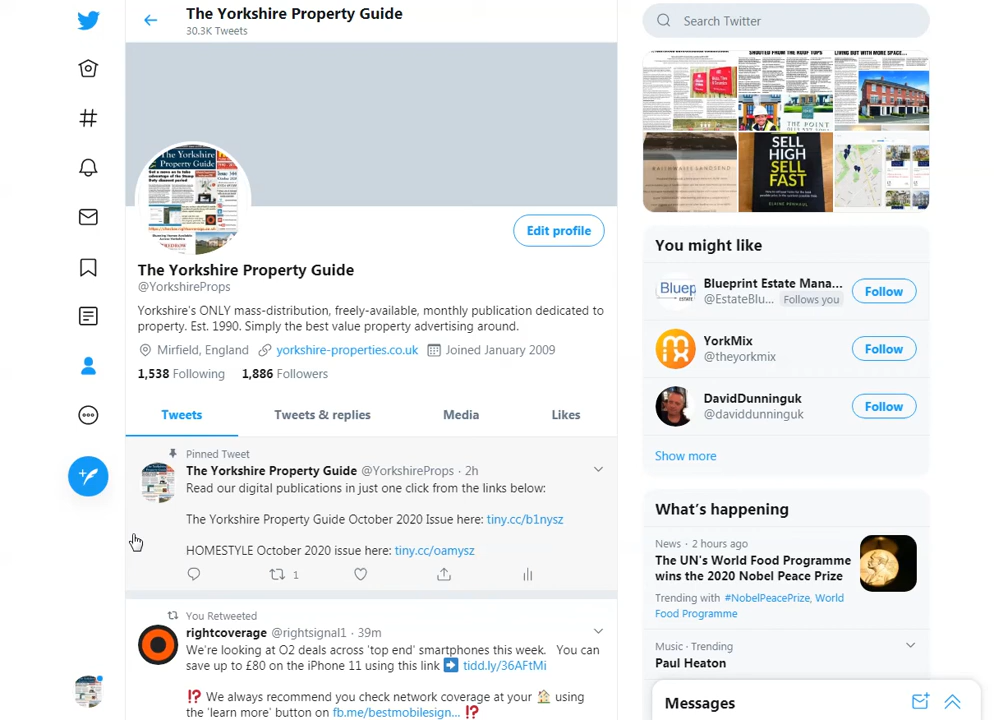 The Yorkshire Property Guide
30.3K Tweets
Search Twitter
SELL
HIGH
SELL
FAST
The Yorkshire
Property Guide
Edit profile
The Yorkshire Property Guide
@YorkshireProps
Yorkshire's ONLY mass-distribution, freely-available, monthly publication dedicated to
property. Est. 1990. Simply the best value property advertising around.
Mirfield, England yorkshire-properties.co.uk Joined January 2009
1,538 Following 1,886 Followers
Tweets Tweets & replies Media Likes
Pinned Tweet
The Yorkshire Property Guide @YorkshireProps · 2h
Read our digital publications in just one click from the links below:
The Yorkshire Property Guide October 2020 Issue here: tiny.cc/b1nysz
HOMESTYLE October 2020 issue here: tiny.cc/oamysz
1
You Retweeted
rightcoverage @rightsignal1 · 39m
We're looking at O2 deals across 'top end' smartphones this week. You can
save up to £80 on the iPhone 11 using this link ➡ tidd.ly/36AFtMi
⁉ We always recommend you check network coverage at your 🏠 using
the 'learn more' button on fb.me/bestmobilesign... ⁉
You might like
Blueprint Estate Mana...
@EstateBlu... Follows you
Follow
YorkMix
@theyorkmix
Follow
DavidDunninguk
@daviddunninguk
Follow
Show more
What's happening
News · 2 hours ago
The UN's World Food Programme
wins the 2020 Nobel Peace Prize
Trending with #NobelPeacePrize, World
Food Programme
Music · Trending
Paul Heaton
Messages